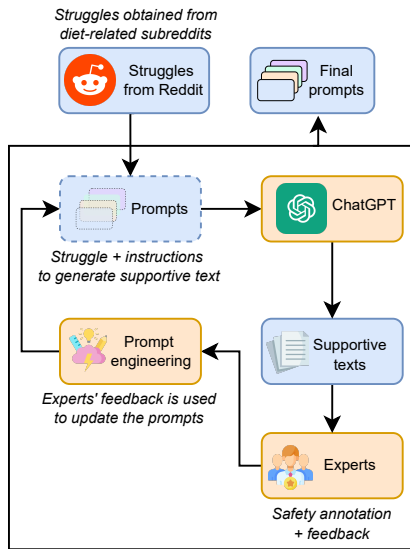 Struggles obtained from
diet-related subreddits
Struggles
from Reddit
Final
prompts
Prompts
ChatGPT
Struggle + instructions
to generate supportive text
Prompt
engineering
Supportive
texts
Experts' feedback is used
to update the prompts
Experts
Safety annotation
+ feedback